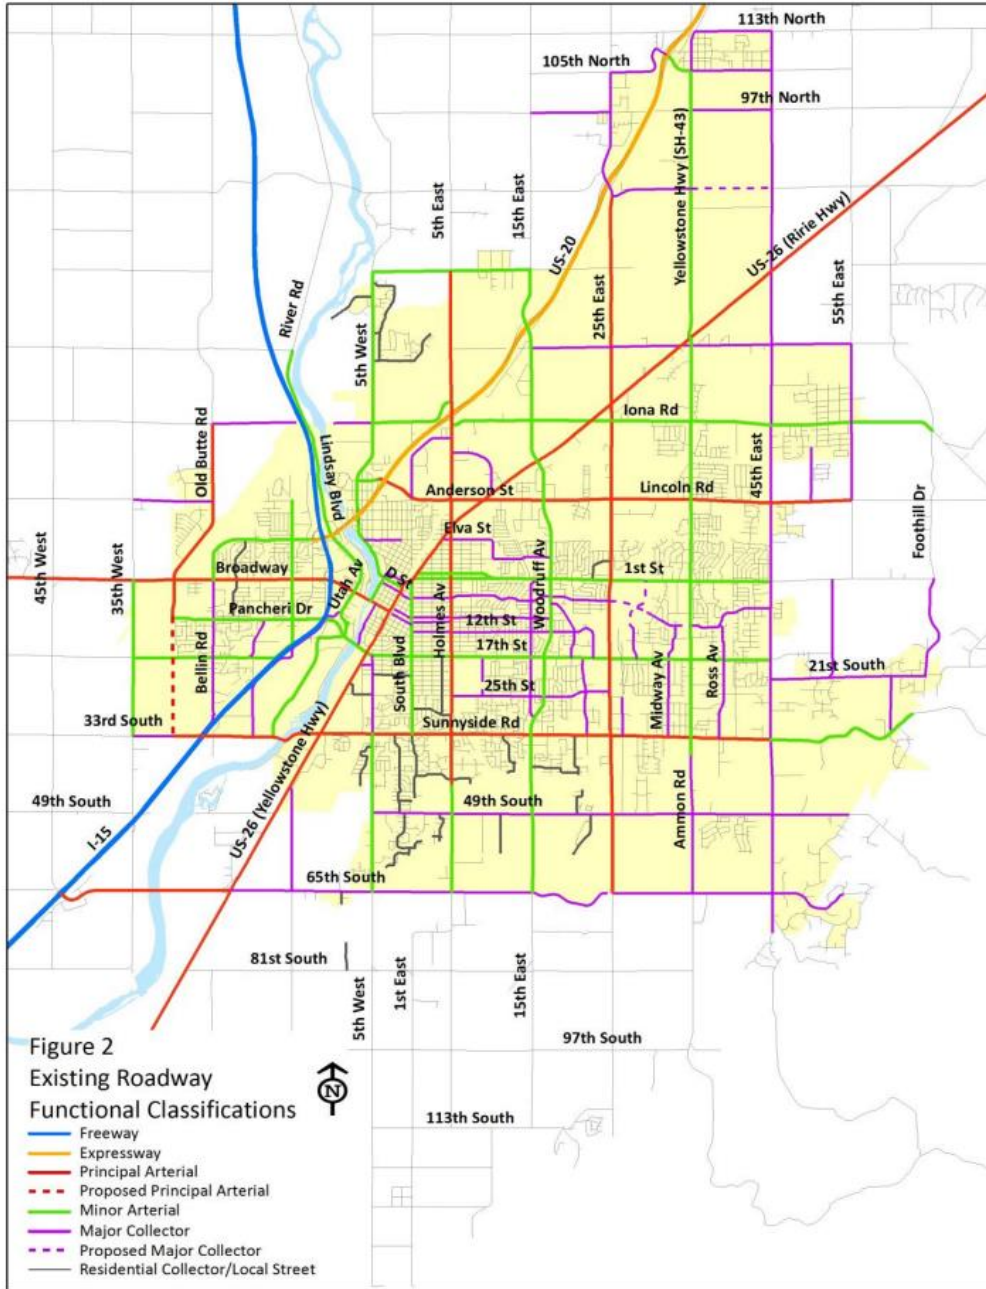 113th North
105th North
97th North
Yellowstone Hwy (SH-43)
5th East
15th East
US-20
US-26 (Ririe Hwy)
25th East
55th East
River Rd
5th West
Iona Rd
Old Butte Rd
Lindsay Blvd
Anderson St
Lincoln Rd
45th East
Foothill Dr
Elva St
45th West
35th West
Broadway
Utah Av
D St
Woodruff Av
1st St
Pancheri Dr
Holmes Av
12th St
17th St
Bellin Rd
South Blvd
25th St
Midway Av
Ross Av
21st South
33rd South
Sunnyside Rd
49th South
I-15
US-26 (Yellowstone Hwy)
49th South
Ammon Rd
65th South
81st South
5th West
1st East
15th East
97th South
113th South
Figure 2
Existing Roadway
Functional Classifications
N
Freeway
Expressway
Principal Arterial
Proposed Principal Arterial
Minor Arterial
Major Collector
Proposed Major Collector
Residential Collector/Local Street